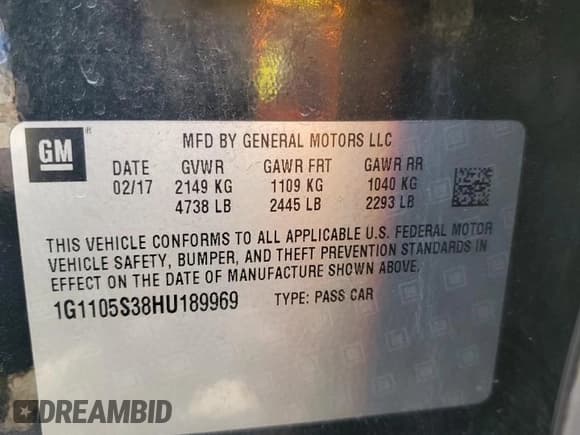 GM ®
MFD BY GENERAL MOTORS LLC
DATE GVWR GAWR FRT GAWR RR
02/17 2149 KG 1109 KG 1040 KG
4738 LB 2445 LB 2293 LB
THIS VEHICLE CONFORMS TO ALL APPLICABLE U.S. FEDERAL MOTOR
VEHICLE SAFETY, BUMPER, AND THEFT PREVENTION STANDARDS IN
EFFECT ON THE DATE OF MANUFACTURE SHOWN ABOVE.
1G1105S38HU189969 TYPE: PASS CAR
DREAMBID